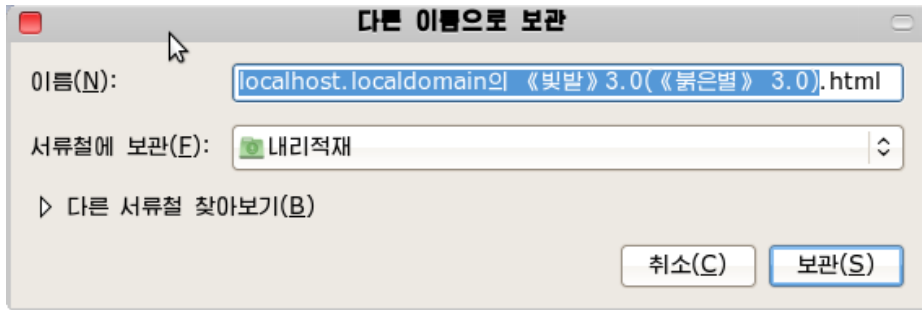 다른 이름으로 보관
이름(N): localhost.localdomain의 《빛발》3.0(《붉은별》 3.0).html
서류철에 보관(F): 내리적재
다른 서류철 찾아보기(B)
취소(C) 보관(S)